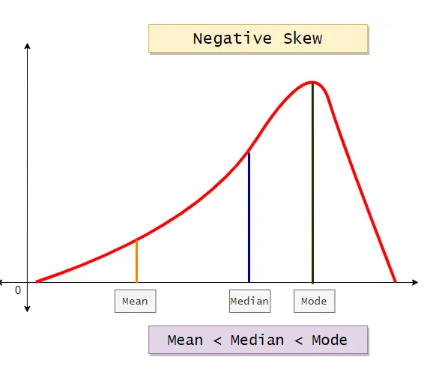 Negative Skew
0
Mean
Median
Mode
Mean < Median < Mode